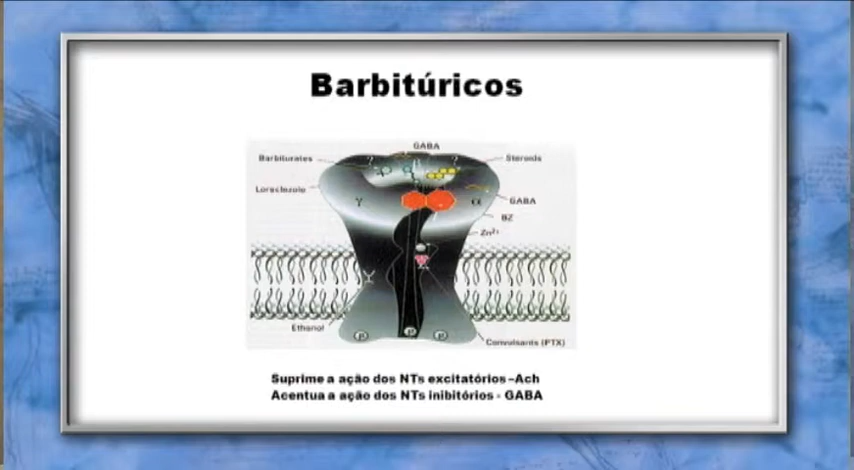 Barbitúricos
GABA
Barbiturates
?
?
Steroids
Loreclezole
γ
α
GABA
BZ
Zn²⁺
Ethanol
P
P
P
Convulsants (PTX)
Suprime a ação dos NTs excitatórios –Ach
Acentua a ação dos NTs inibitórios - GABA